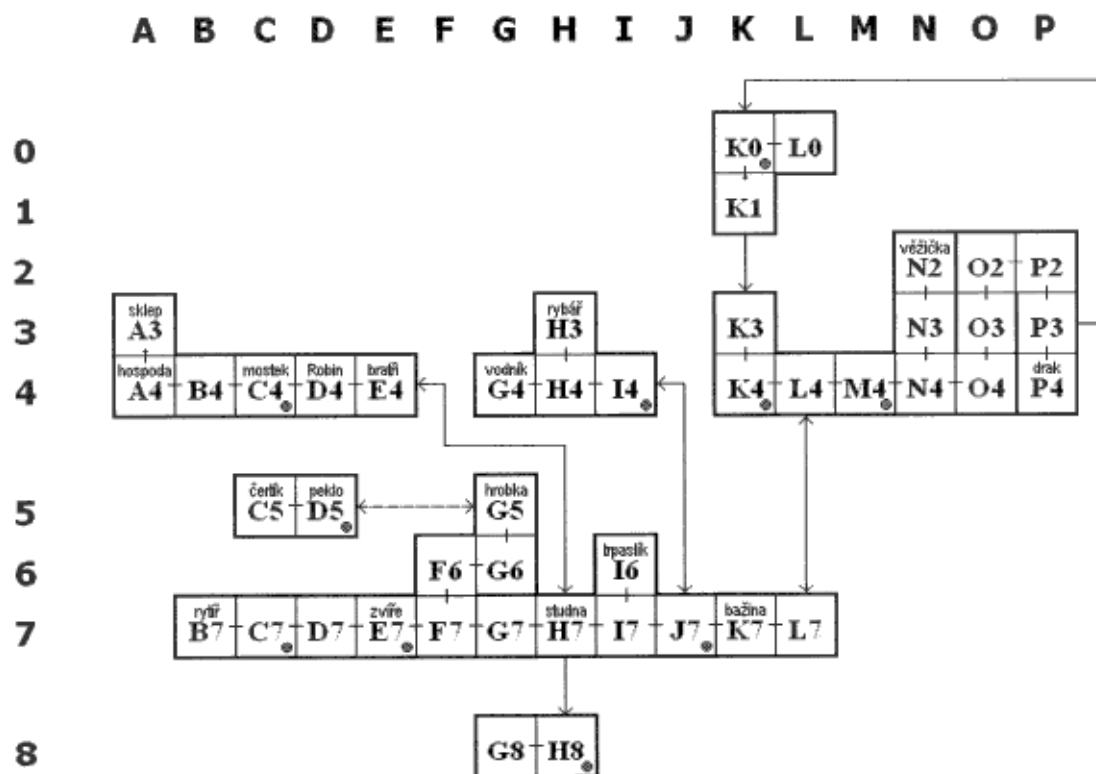 A B C D E F G H I J K L M N O P
0 K0 L0
1 K1
věžička
2 N2 O2 P2
sklep rybář
3 A3 H3 K3 N3 O3 P3
hospoda mostek Robin bratři vodník drak
4 A4 B4 C4 D4 E4 G4 H4 I4 K4 L4 M4 N4 O4 P4
čertík peklo hrobka
5 C5 D5 G5
trpaslík
6 F6 G6 I6
rytíř zvíře studna bažina
7 B7 C7 D7 E7 F7 G7 H7 I7 J7 K7 L7
8 G8 H8